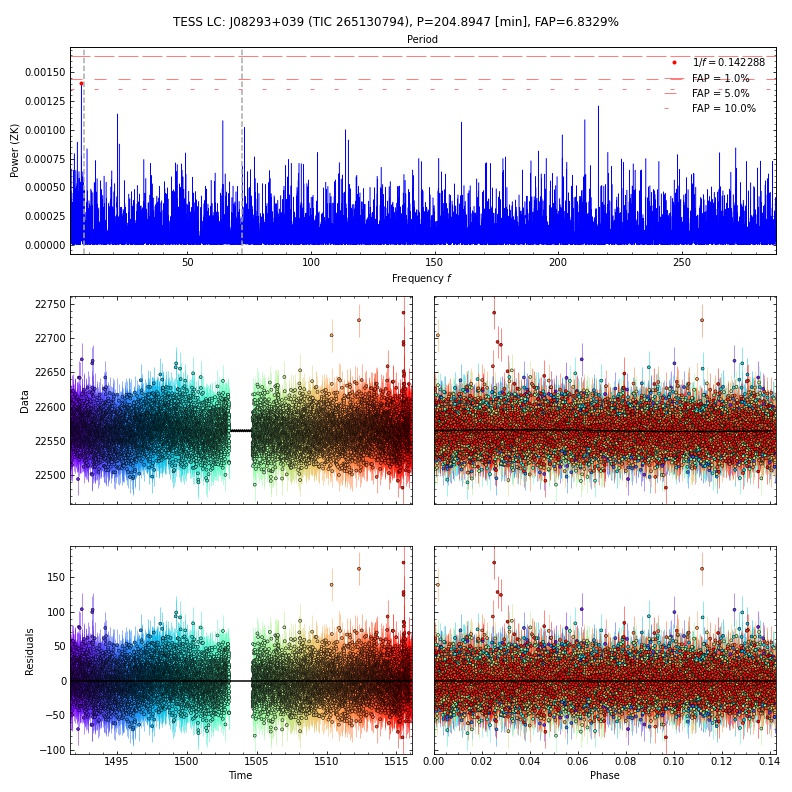 TESS LC: J08293+039 (TIC 265130794), P=204.8947 [min], FAP=6.8329%
Period
Power (ZK)
0.00150
0.00125
0.00100
0.00075
0.00050
0.00025
0.00000
1/f = 0.142288
FAP = 1.0%
FAP = 5.0%
FAP = 10.0%
50 100 150 200 250
Frequency f
Data
22750
22700
22650
22600
22550
22500
Residuals
150
100
50
0
−50
−100
1495 1500 1505 1510 1515
Time
0.00 0.02 0.04 0.06 0.08 0.10 0.12 0.14
Phase